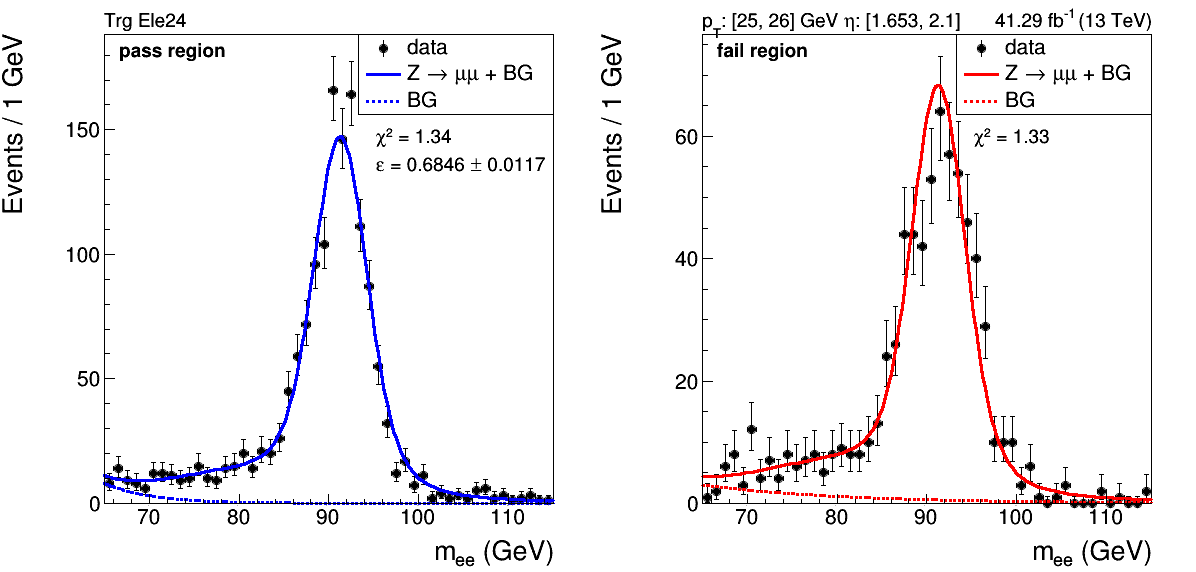 Trg Ele24
pass region
data
Z → μμ + BG
BG
χ² = 1.34
ε = 0.6846 ± 0.0117
Events / 1 GeV
150
100
50
0
70 80 90 100 110
m_ee (GeV)
p_T: [25, 26] GeV η: [1.653, 2.1] 41.29 fb⁻¹ (13 TeV)
fail region
data
Z → μμ + BG
BG
χ² = 1.33
Events / 1 GeV
60
40
20
0
70 80 90 100 110
m_ee (GeV)